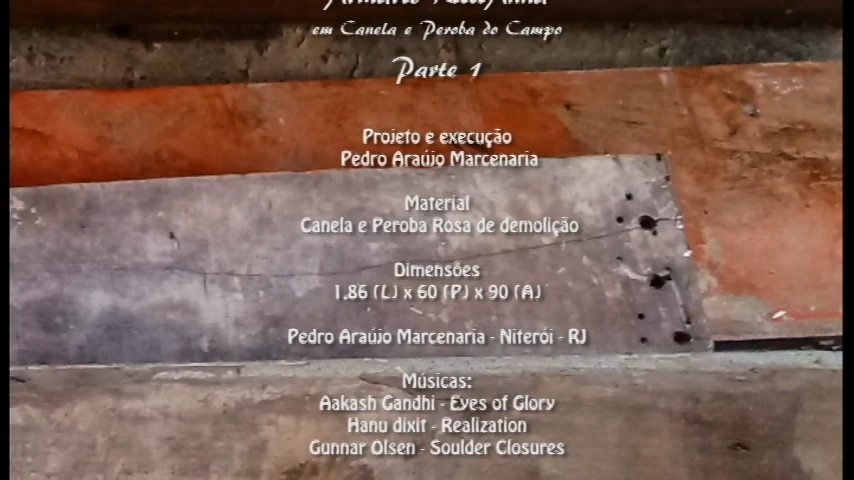 em Canela e Peroba do Campo
Parte 1
Projeto e execução
Pedro Araújo Marcenaria
Material
Canela e Peroba Rosa de demolição
Dimensões
1,86 (L) x 60 (P) x 90 (A)
Pedro Araújo Marcenaria - Niterói - RJ
Músicas:
Aakash Gandhi - Eyes of Glory
Hanu dixit - Realization
Gunnar Olsen - Soulder Closures